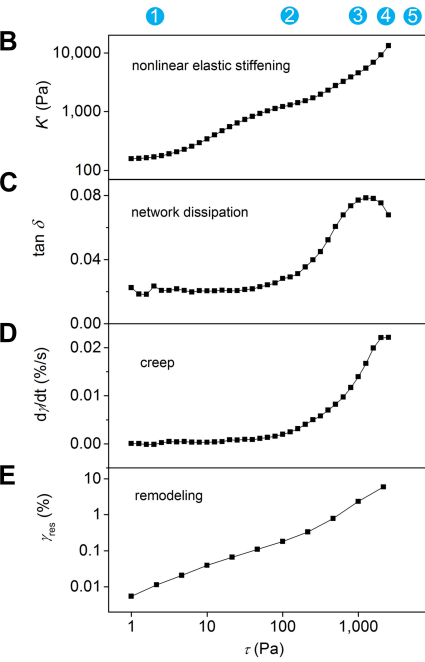 1 2 3 4 5
B
10,000
1,000
100
K' (Pa)
nonlinear elastic stiffening
C
0.08
0.04
0.00
tan δ
network dissipation
D
0.02
0.01
0.00
dγ/dt (%/s)
creep
E
10
1
0.1
0.01
γres (%)
remodeling
1 10 100 1,000
τ (Pa)